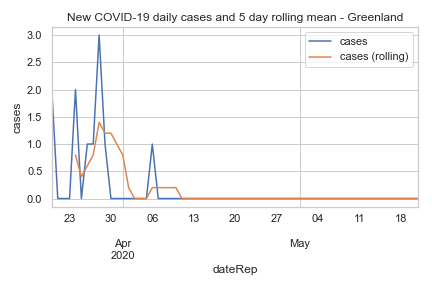 New COVID-19 daily cases and 5 day rolling mean - Greenland
cases
cases (rolling)
cases
3.0
2.5
2.0
1.5
1.0
0.5
0.0
23 30 06 13 20 27 04 11 18
Apr May
2020
dateRep